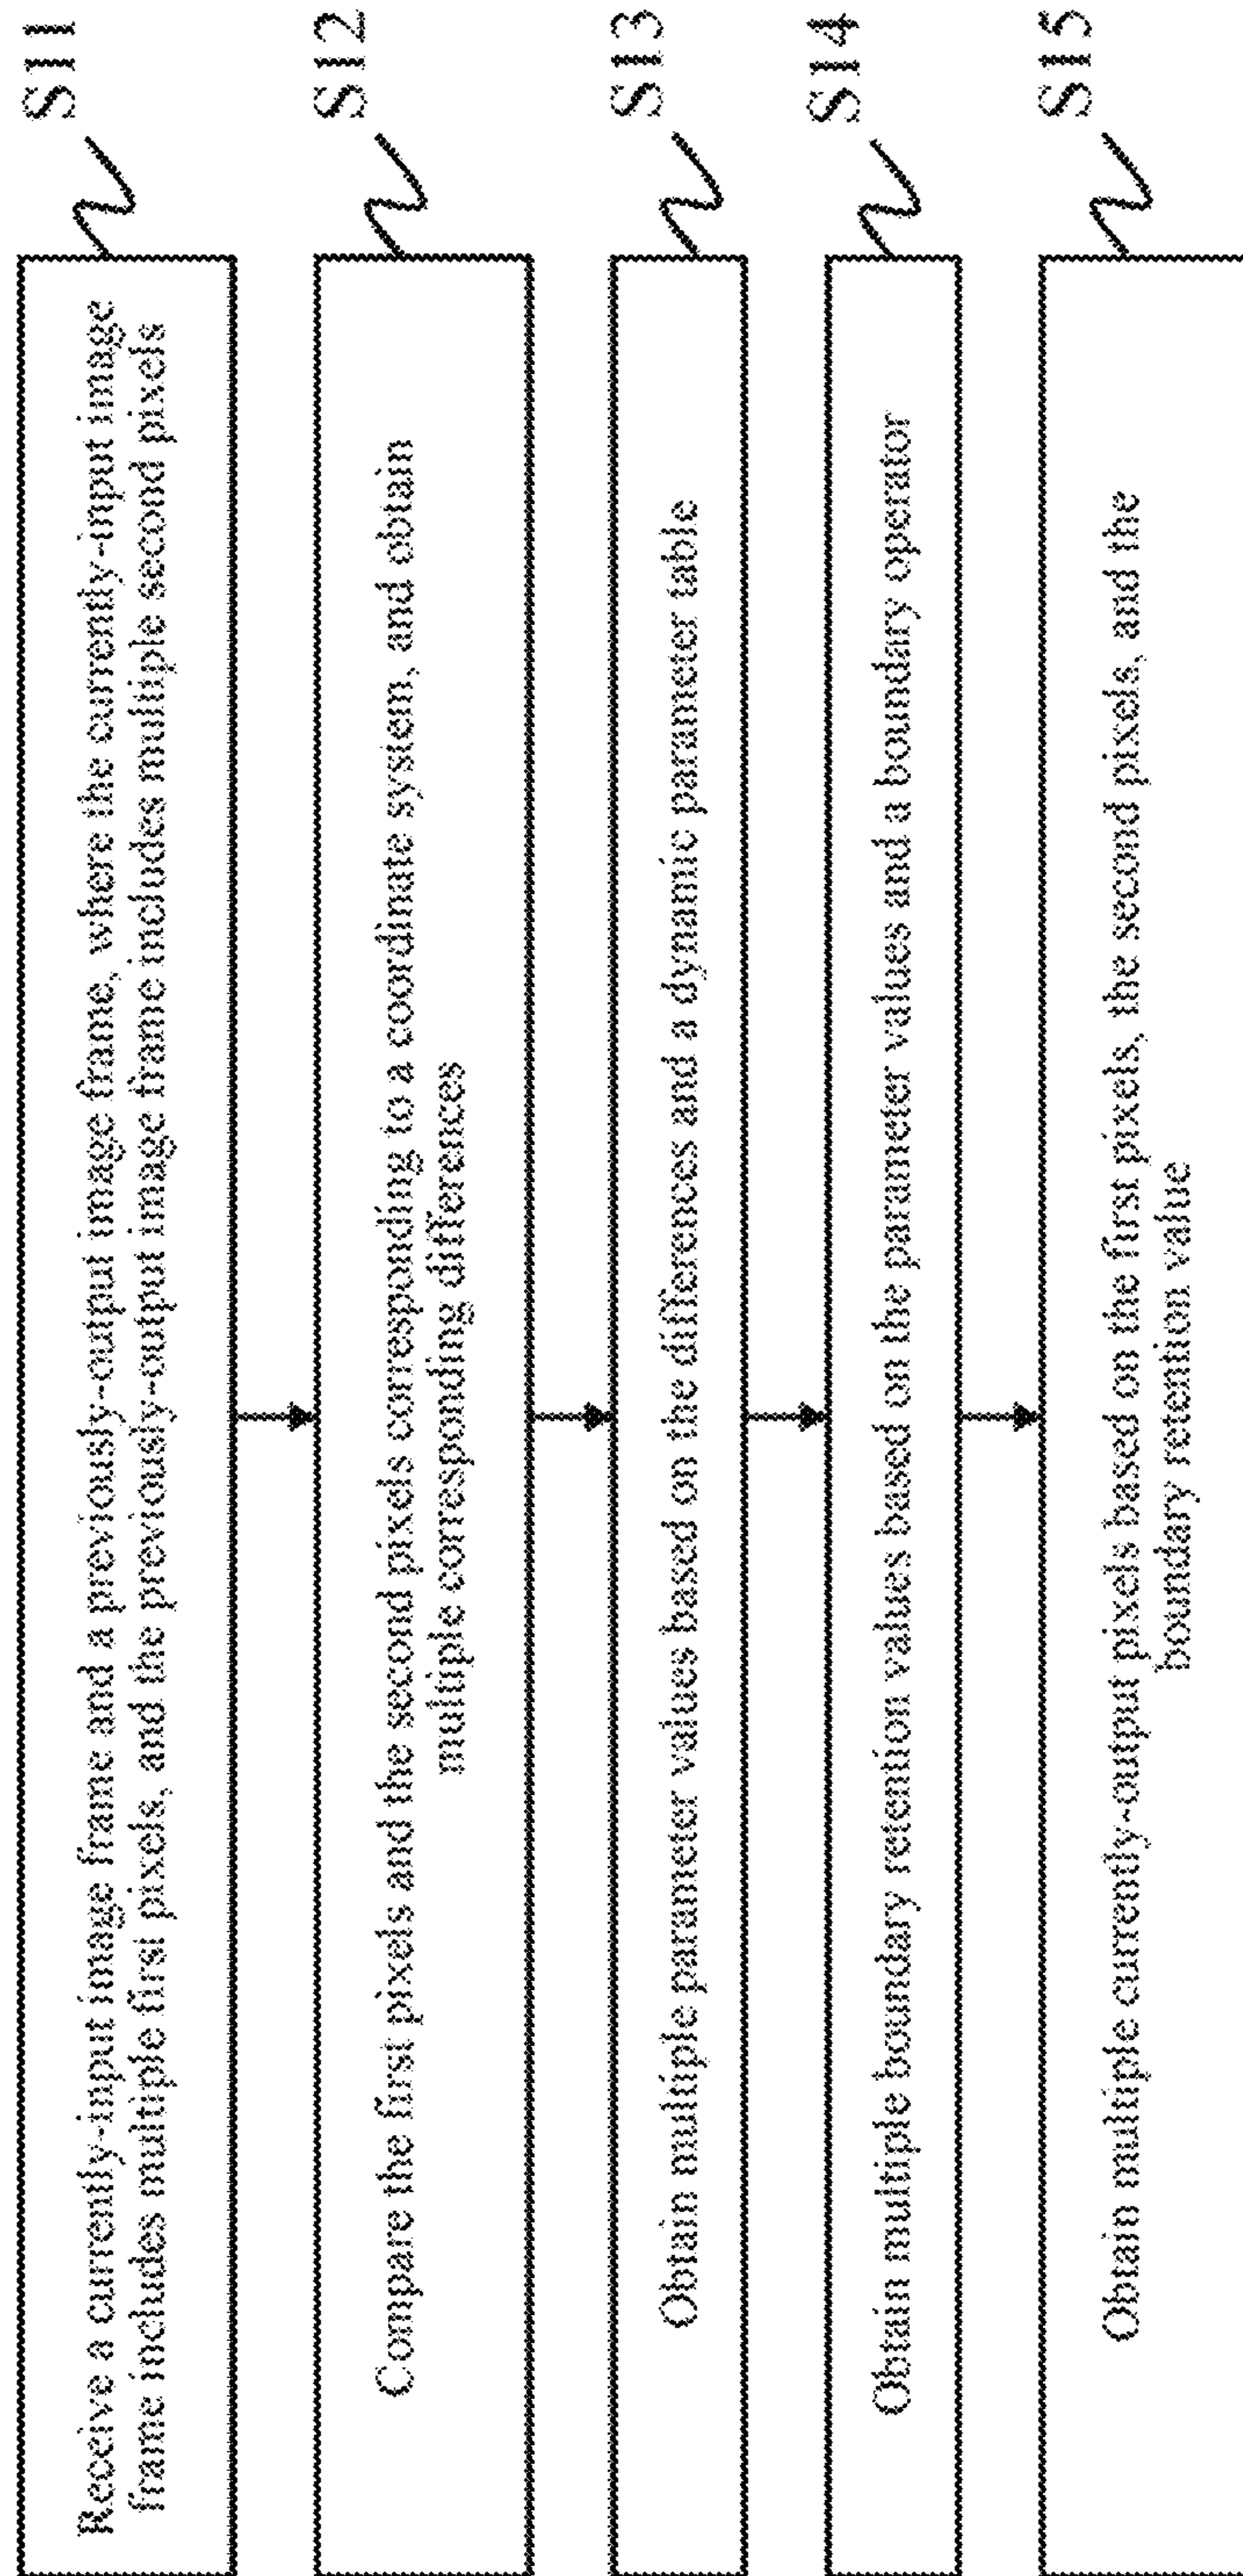 Receive a currently-input image frame and a previously-output image frame, where the currently-input image
frame includes multiple first pixels, and the previously-output image frame includes multiple second pixels
S11
Compare the first pixels and the second pixels corresponding to a coordinate system, and obtain
multiple corresponding differences
S12
Obtain multiple parameter values based on the differences and a dynamic parameter table
S13
Obtain multiple boundary retention values based on the parameter values and a boundary operator
S14
Obtain multiple currently-output pixels based on the first pixels, the second pixels, and the
boundary retention value
S15